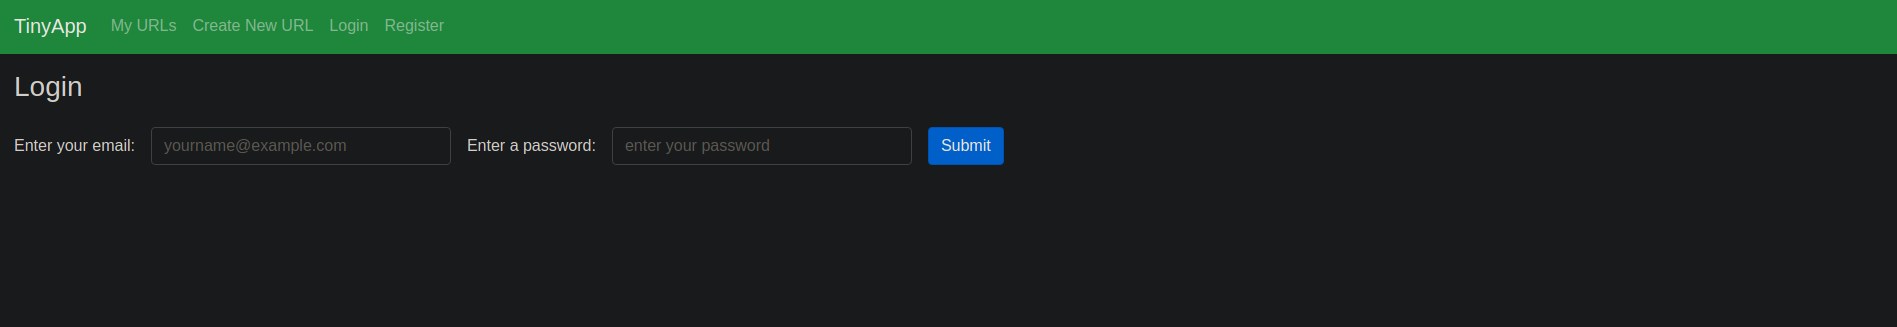 TinyApp My URLs Create New URL Login Register
Login
Enter your email: yourname@example.com Enter a password: enter your password Submit